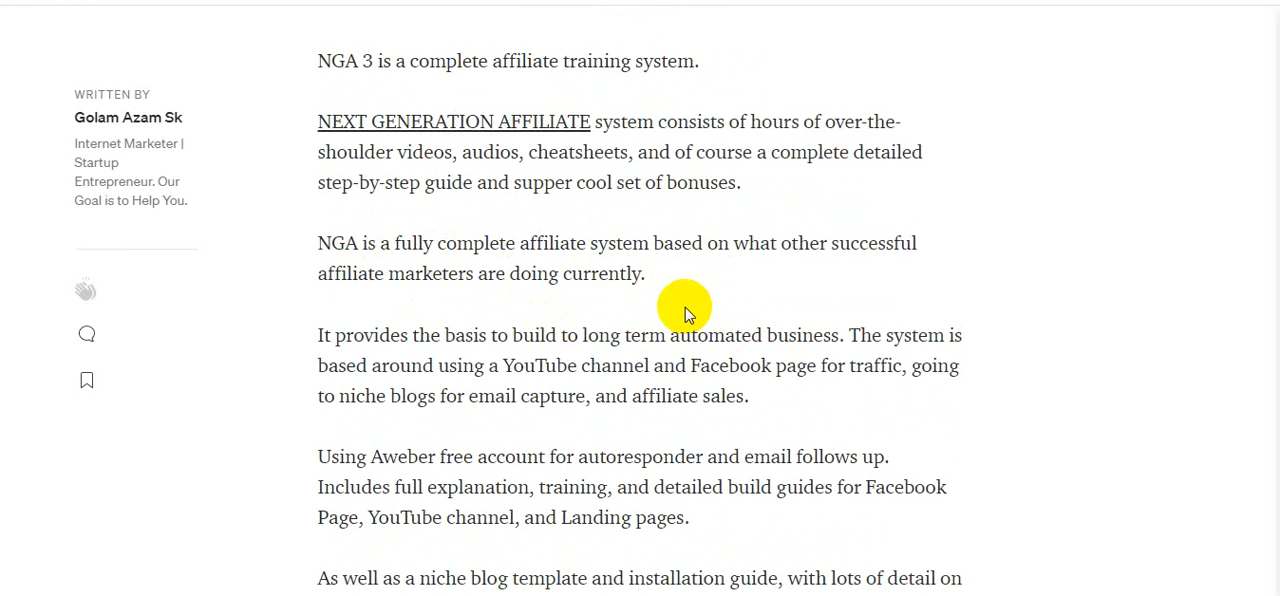 NGA 3 is a complete affiliate training system.
WRITTEN BY
Golam Azam Sk
Internet Marketer |
Startup
Entrepreneur. Our
Goal is to Help You.
NEXT GENERATION AFFILIATE system consists of hours of over-the-
shoulder videos, audios, cheatsheets, and of course a complete detailed
step-by-step guide and supper cool set of bonuses.
NGA is a fully complete affiliate system based on what other successful
affiliate marketers are doing currently.
It provides the basis to build to long term automated business. The system is
based around using a YouTube channel and Facebook page for traffic, going
to niche blogs for email capture, and affiliate sales.
Using Aweber free account for autoresponder and email follows up.
Includes full explanation, training, and detailed build guides for Facebook
Page, YouTube channel, and Landing pages.
As well as a niche blog template and installation guide, with lots of detail on